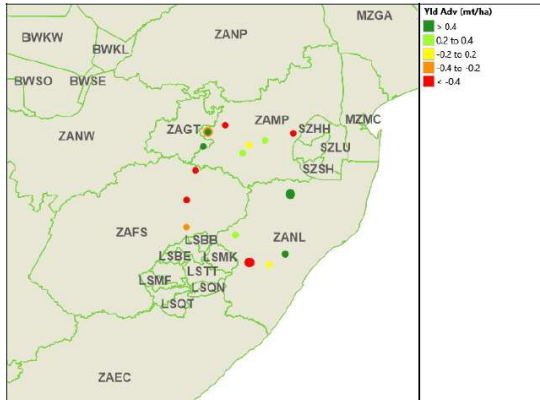 Yld Adv (mt/ha)
> 0.4
0.2 to 0.4
-0.2 to 0.2
-0.4 to -0.2
< -0.4
MZGA
BWKW
ZANP
BWKL
BWSO
BWSE
MZMC
ZAGT
ZAMP
SZHH
ZANW
SZLU
SZSH
ZAFS
ZANL
LSBB
LSBE
LSMK
LSTT
LSMF
LSQN
LSQT
ZAEC